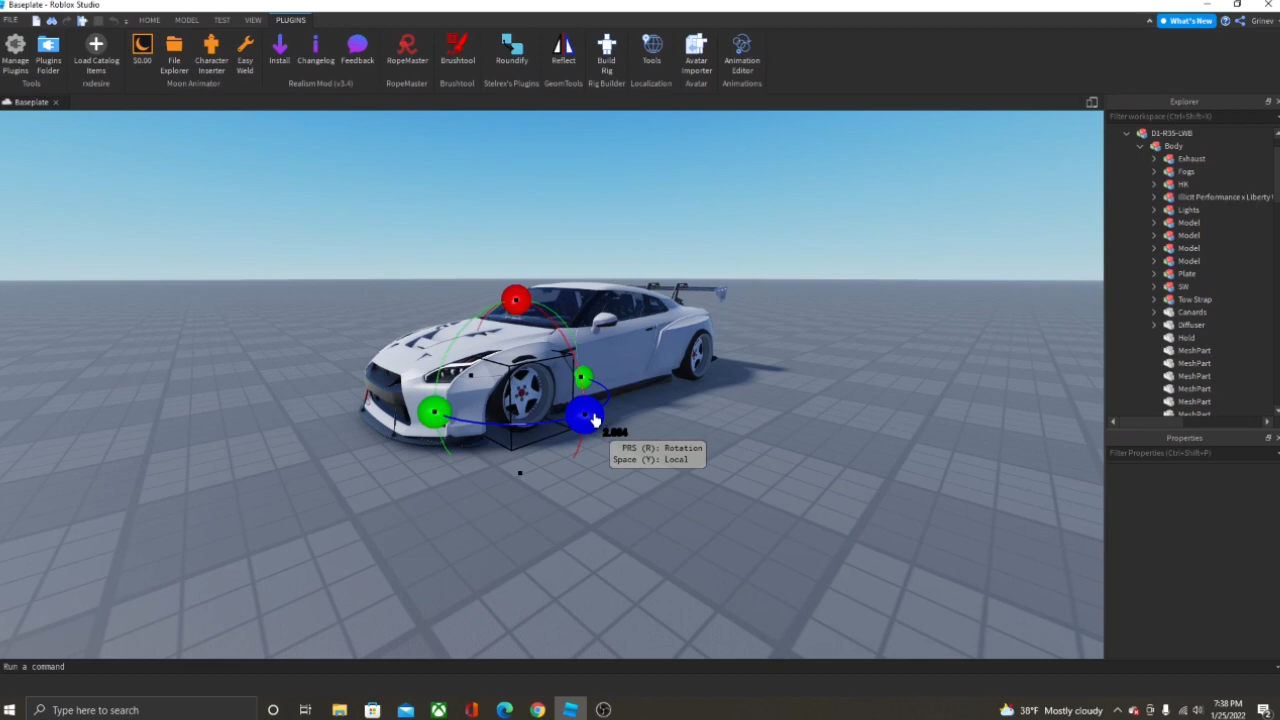 Baseplate - Roblox Studio
FILE HOME MODEL TEST VIEW PLUGINS What's New Grinev
Manage Plugins
Plugins Folder
Load Catalog Items
$0.00
File Explorer
Character Inserter
Easy Weld
Install
Changelog
Feedback
RopeMaster
Brushtool
Roundify
Reflect
Build Rig
Tools
Avatar Importer
Animation Editor
Tools rxdesire Moon Animator Realism Mod (v3.4) RopeMaster Brushtool Stelrex's Plugins GeomTools Rig Builder Localization Avatar Animations
Baseplate
Explorer
Filter workspace (Ctrl+Shift+X)
D1-R35-LWB
Body
Exhaust
Fogs
HK
Illicit Performance x Liberty
Lights
Model
Model
Model
Model
Plate
SW
Tow Strap
Canards
Diffuser
Hold
MeshPart
MeshPart
MeshPart
MeshPart
MeshPart
MeshPart
Properties
Filter Properties (Ctrl+Shift+P)
PRS (R): Rotation
Space (Y): Local
Run a command
Type here to search
38°F Mostly cloudy
7:38 PM
1/25/2022